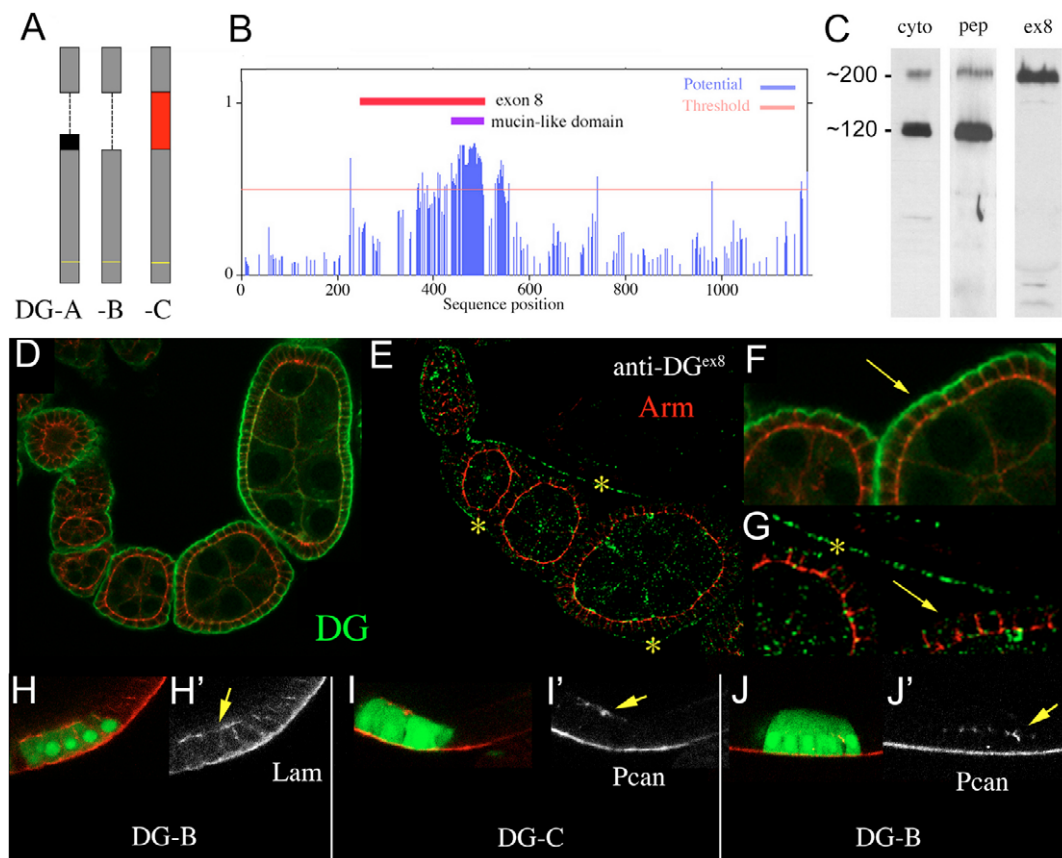 A
DG-A -B -C
B
1
0
Potential
Threshold
exon 8
mucin-like domain
0 200 400 600 800 1000
Sequence position
C
cyto pep ex8
~200
~120
D
DG
E
anti-DGex8
Arm
*
*
*
F
G
*
H
H'
Lam
DG-B
I
I'
Pcan
DG-C
J
J'
Pcan
DG-B